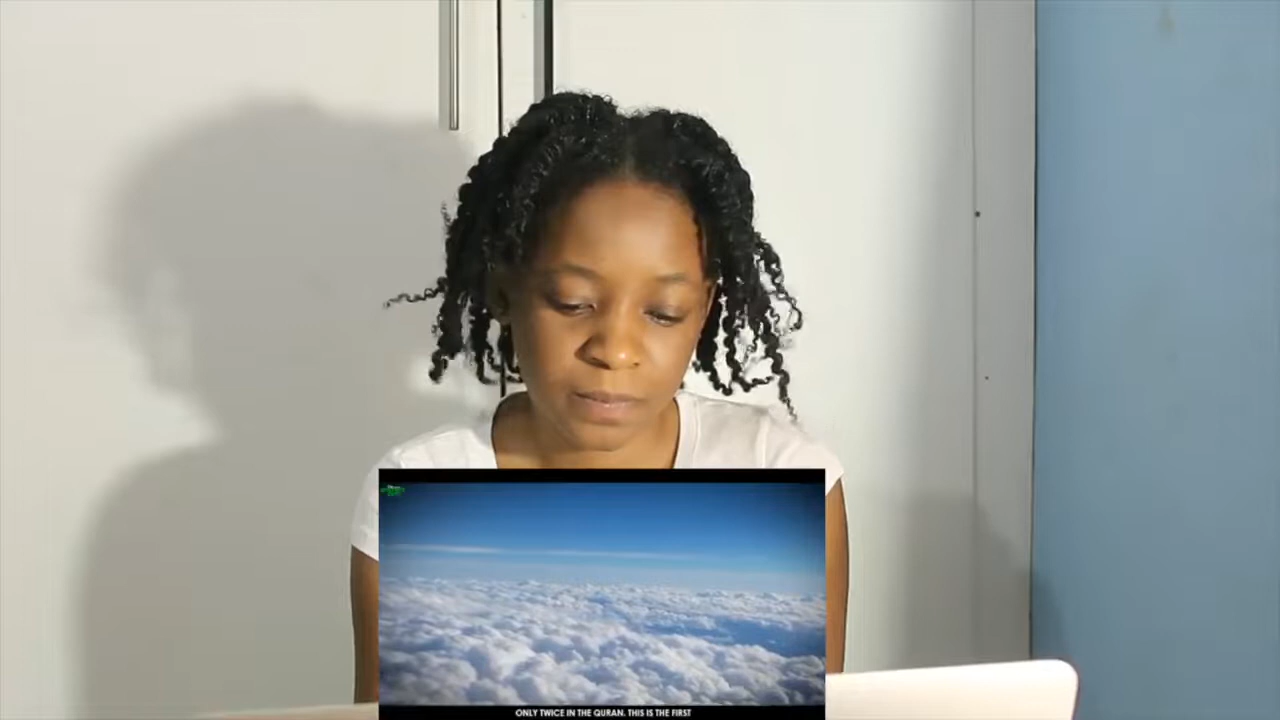 ONLY TWICE IN THE QURAN. THIS IS THE FIRST